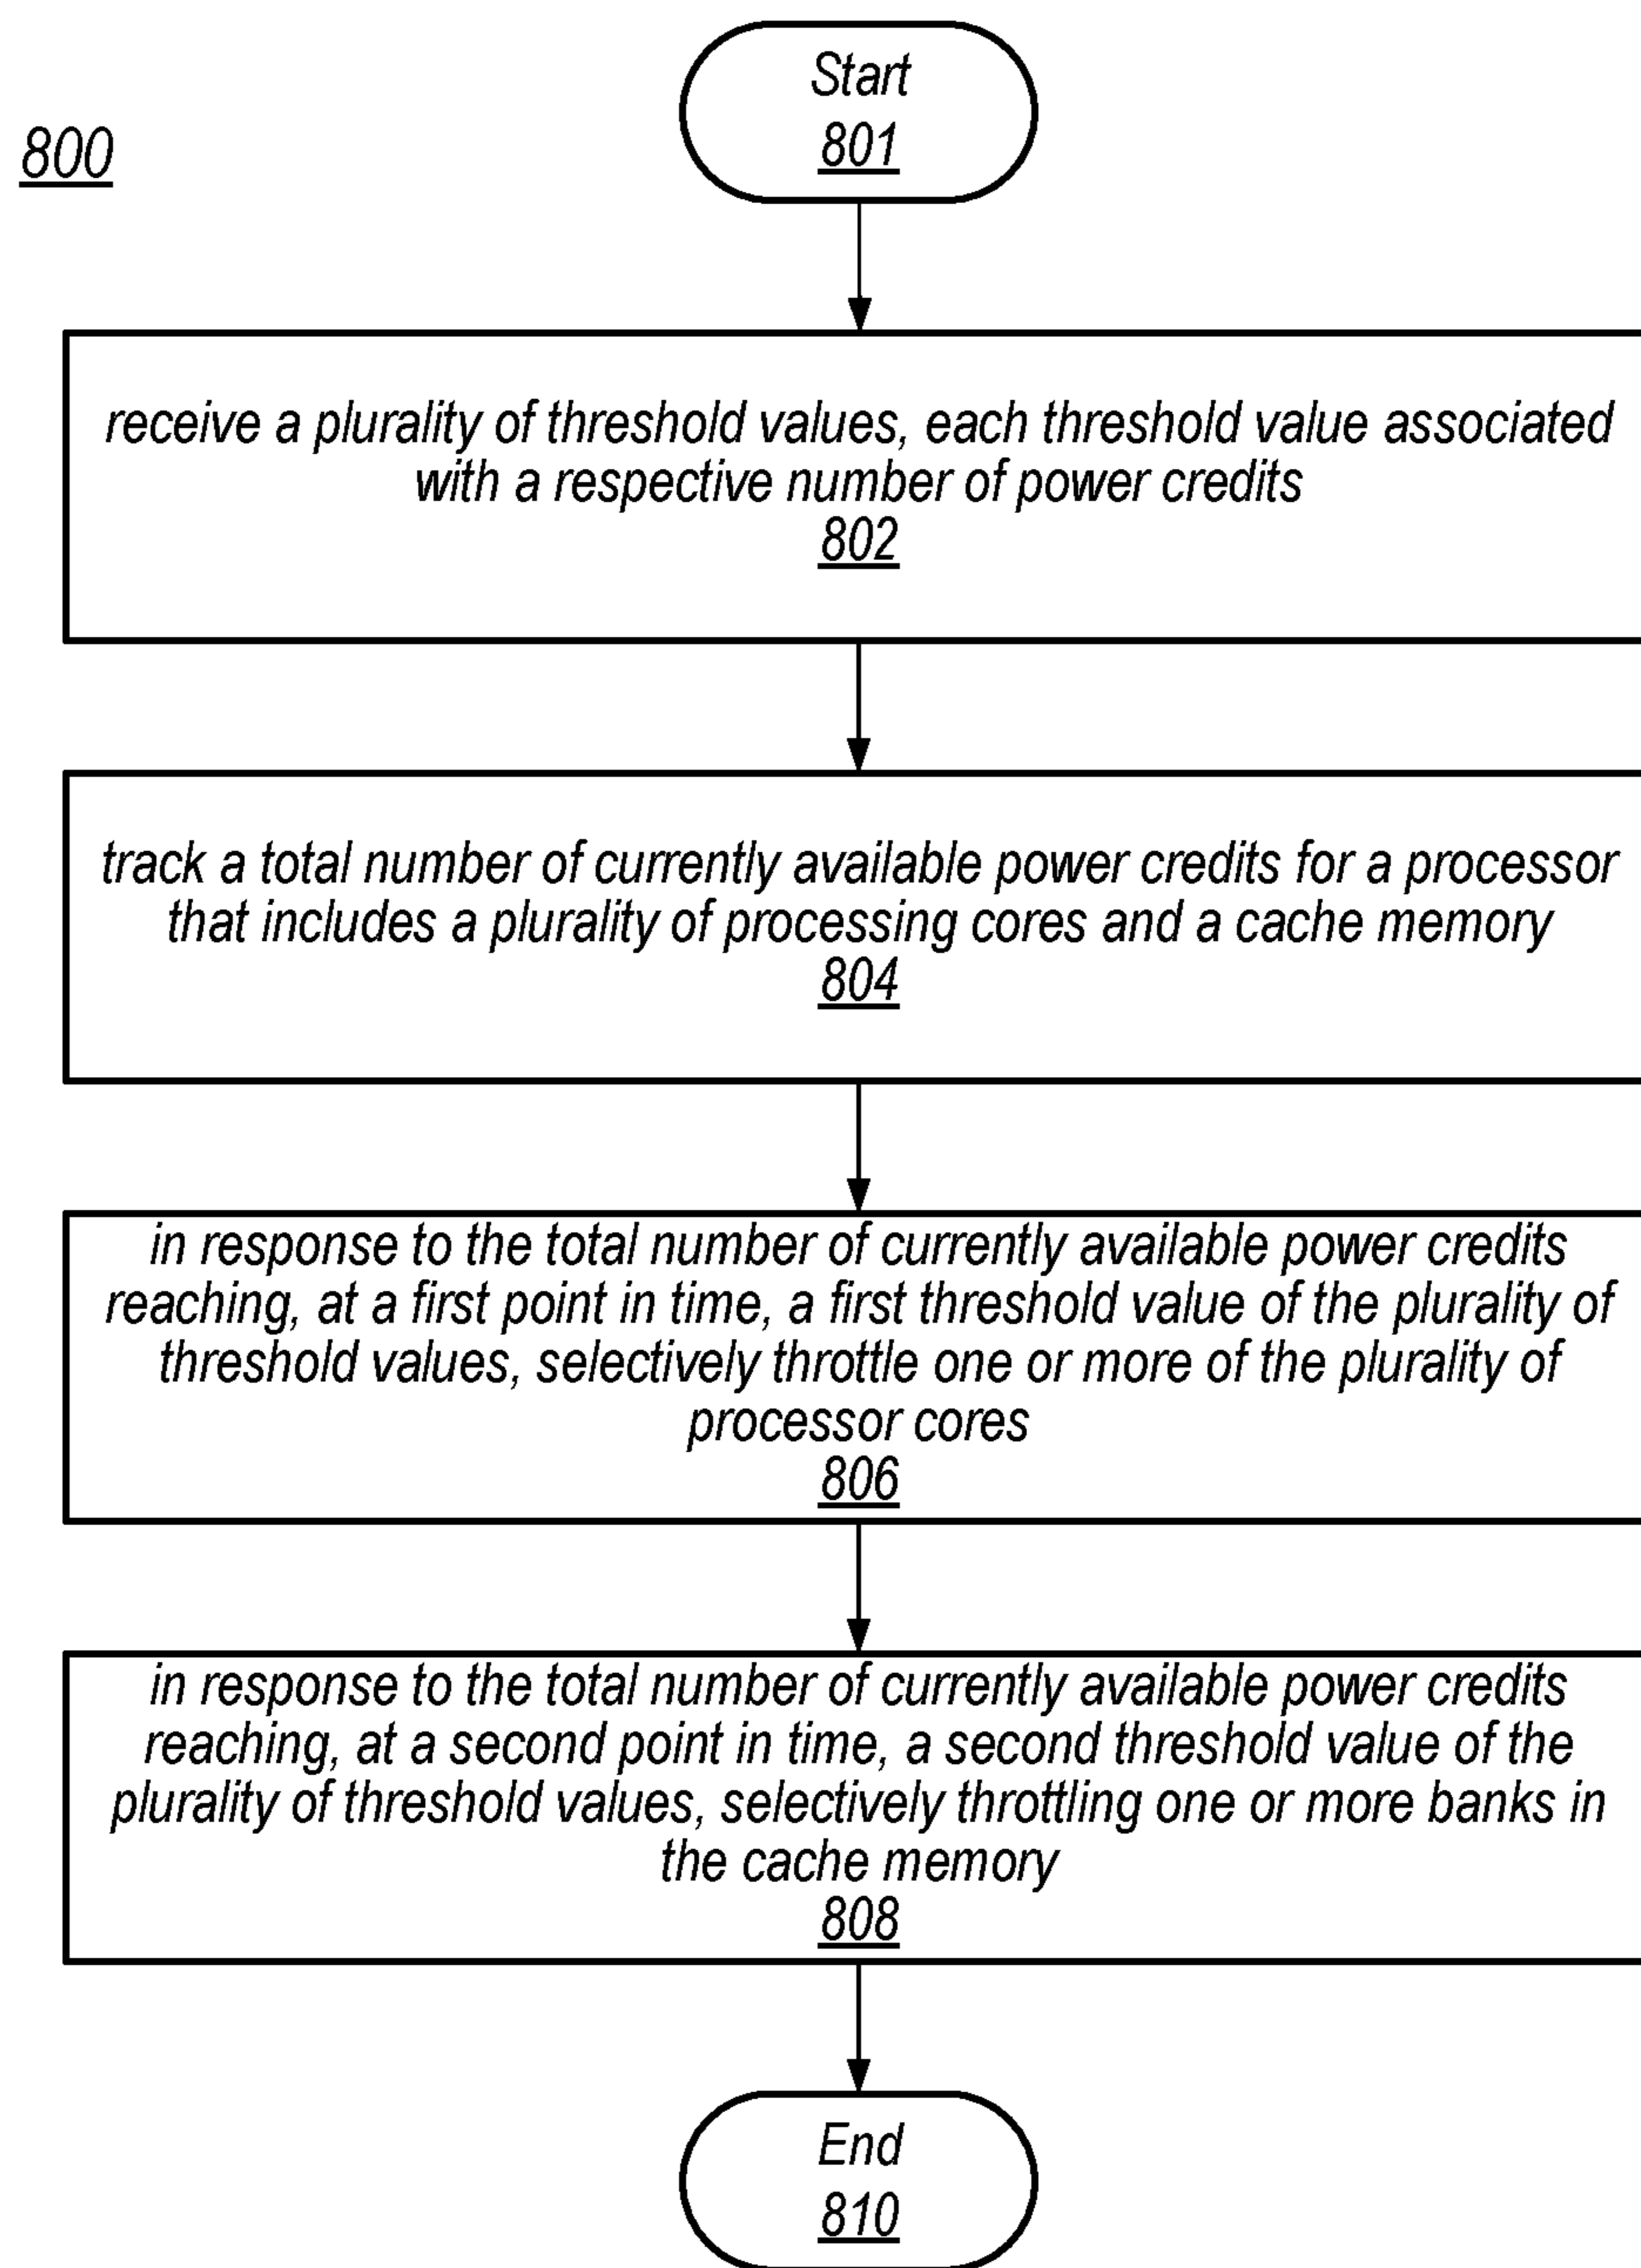 Start
801
800
receive a plurality of threshold values, each threshold value associated
with a respective number of power credits
802
track a total number of currently available power credits for a processor
that includes a plurality of processing cores and a cache memory
804
in response to the total number of currently available power credits
reaching, at a first point in time, a first threshold value of the plurality of
threshold values, selectively throttle one or more of the plurality of
processor cores
806
in response to the total number of currently available power credits
reaching, at a second point in time, a second threshold value of the
plurality of threshold values, selectively throttling one or more banks in
the cache memory
808
End
810